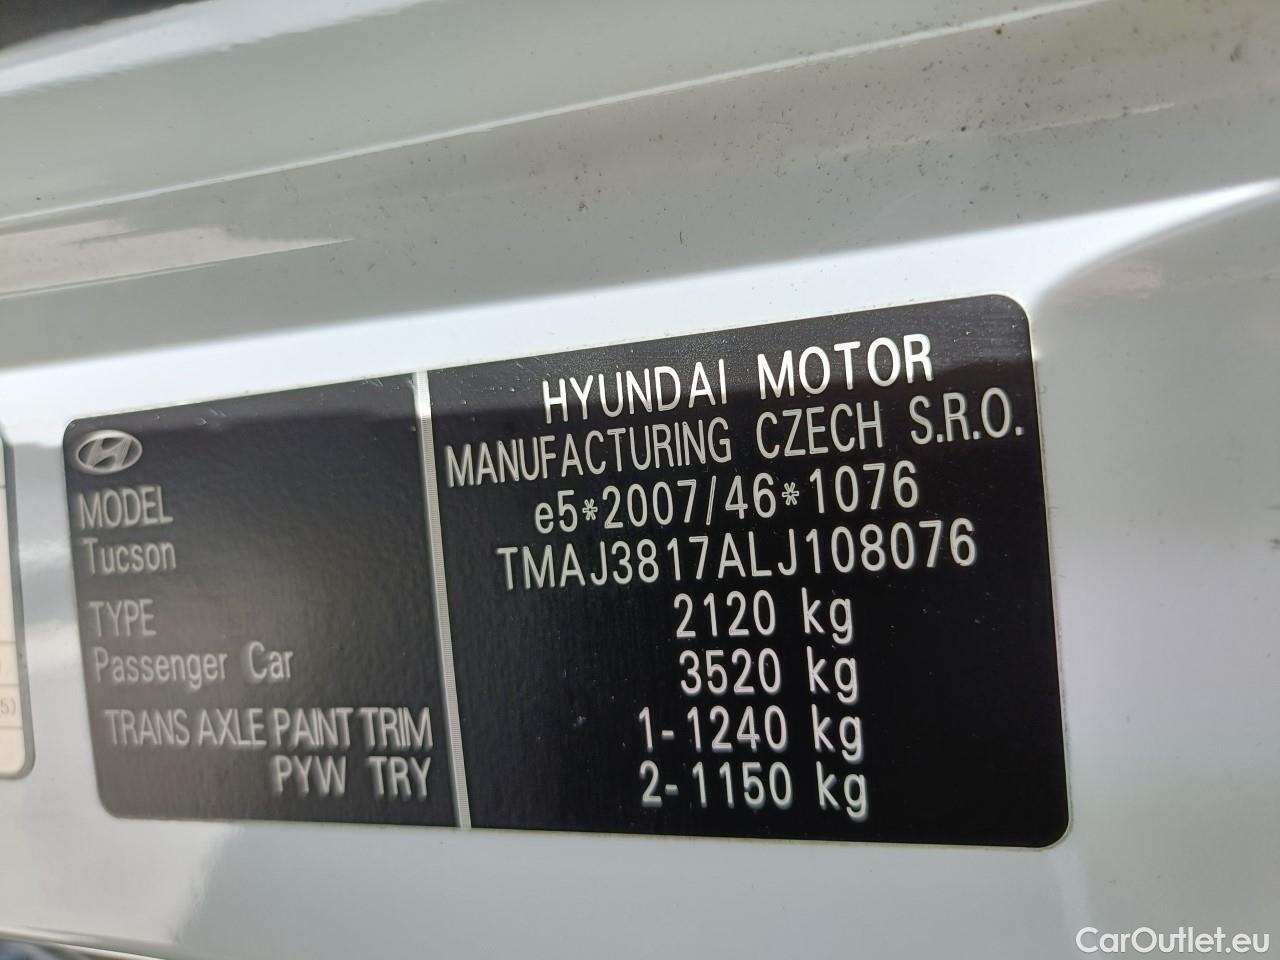 HYUNDAI MOTOR
MANUFACTURING CZECH S.R.O.
e5*2007/46*1076
TMAJ3817ALJ108076
2120 kg
3520 kg
1-1240 kg
2-1150 kg
MODEL
Tucson
TYPE
Passenger Car
TRANS AXLE PAINT TRIM
PYW TRY
5)
CarOutlet.eu